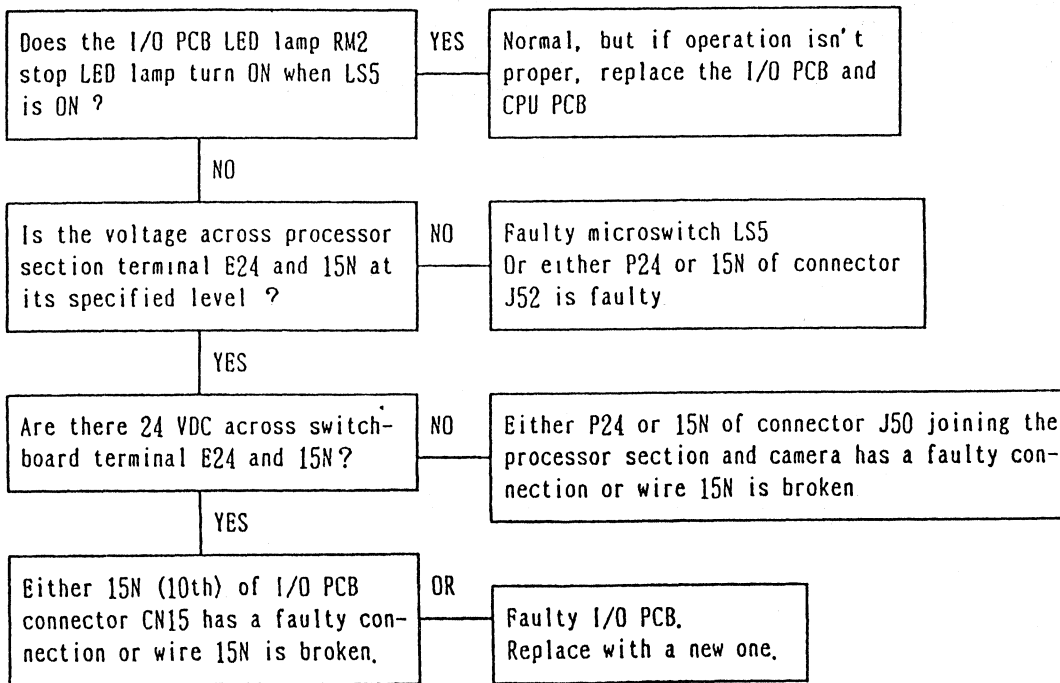 Does the I/O PCB LED lamp RM2
stop LED lamp turn ON when LS5
is ON ?
YES
Normal, but if operation isn't
proper, replace the I/O PCB and
CPU PCB
NO
Is the voltage across processor
section terminal E24 and 15N at
its specified level ?
NO
Faulty microswitch LS5
Or either P24 or 15N of connector
J52 is faulty
YES
Are there 24 VDC across switch-
board terminal E24 and 15N?
NO
Either P24 or 15N of connector J50 joining the
processor section and camera has a faulty con-
nection or wire 15N is broken
YES
Either 15N (10th) of I/O PCB
connector CN15 has a faulty con-
nection or wire 15N is broken.
OR
Faulty I/O PCB.
Replace with a new one.